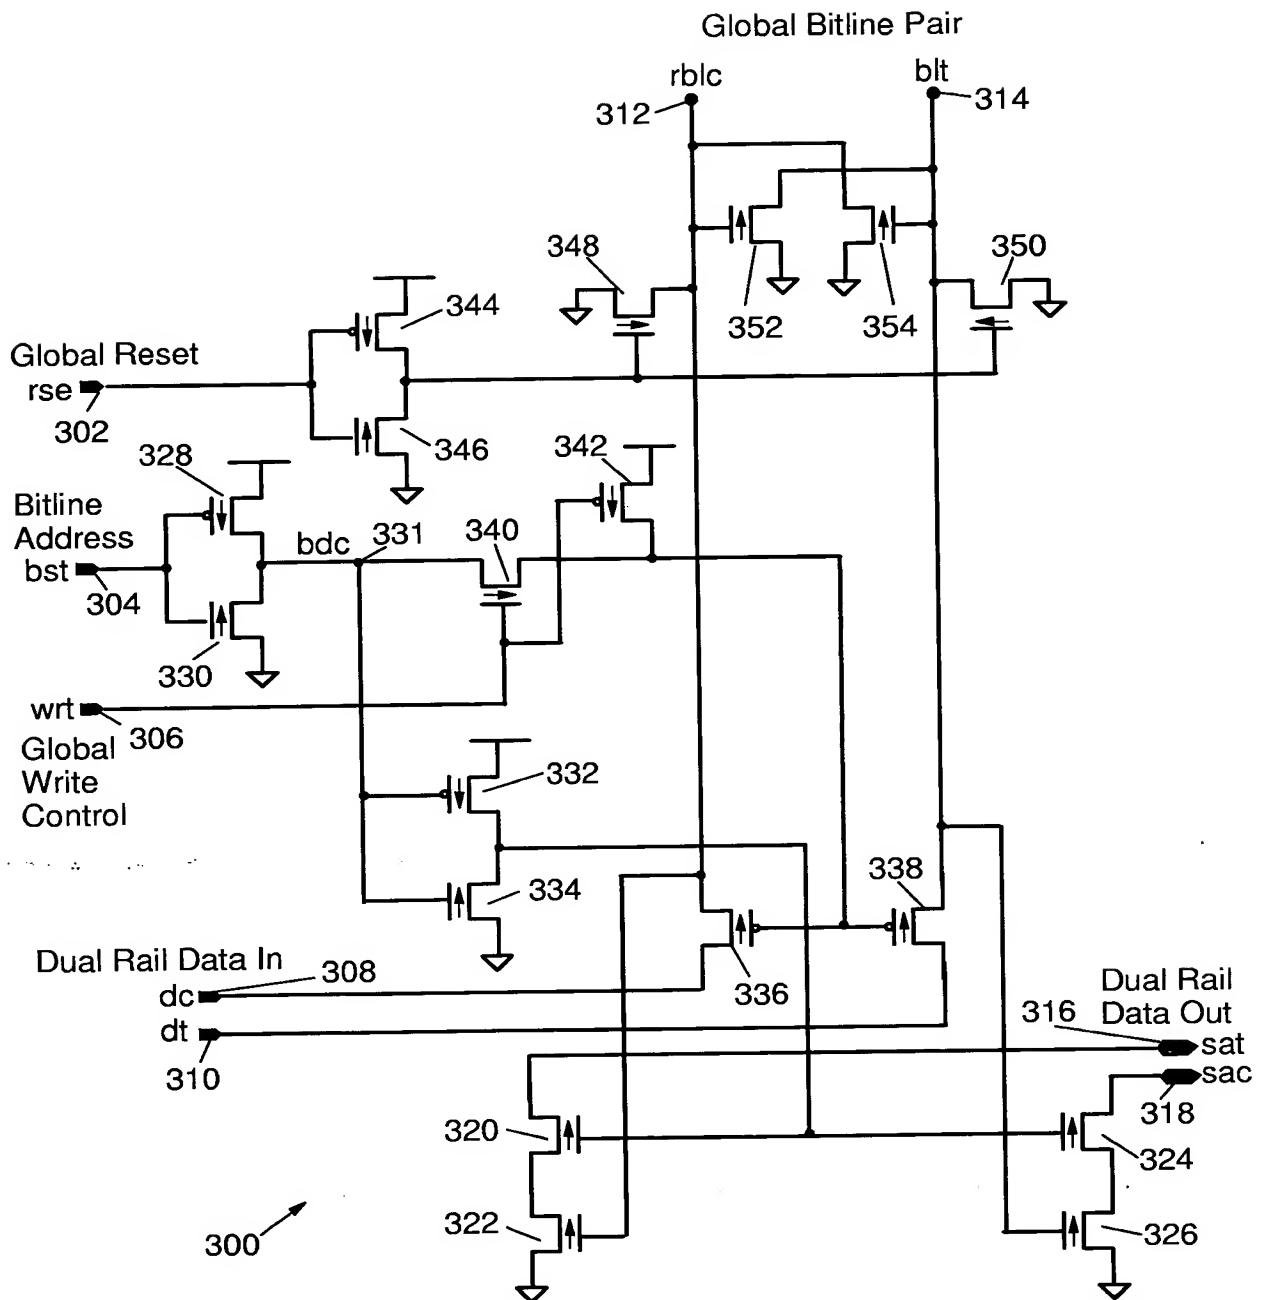 Global Bitline Pair
rblc
blt
312
314
348
350
344
352
354
Global Reset
rse
302
346
342
328
Bitline
Address
bst
304
bdc
331
340
330
wrt
306
Global
Write
Control
332
334
338
Dual Rail Data In
308
dc
336
dt
310
Dual Rail
Data Out
316
sat
sac
318
320
324
322
326
300